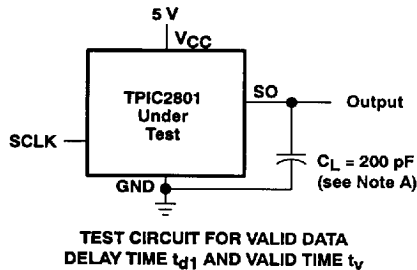 5 V
VCC
TPIC2801
Under
Test
SO
Output
SCLK
CL = 200 pF
(see Note A)
GND
TEST CIRCUIT FOR VALID DATA
DELAY TIME td1 AND VALID TIME tv